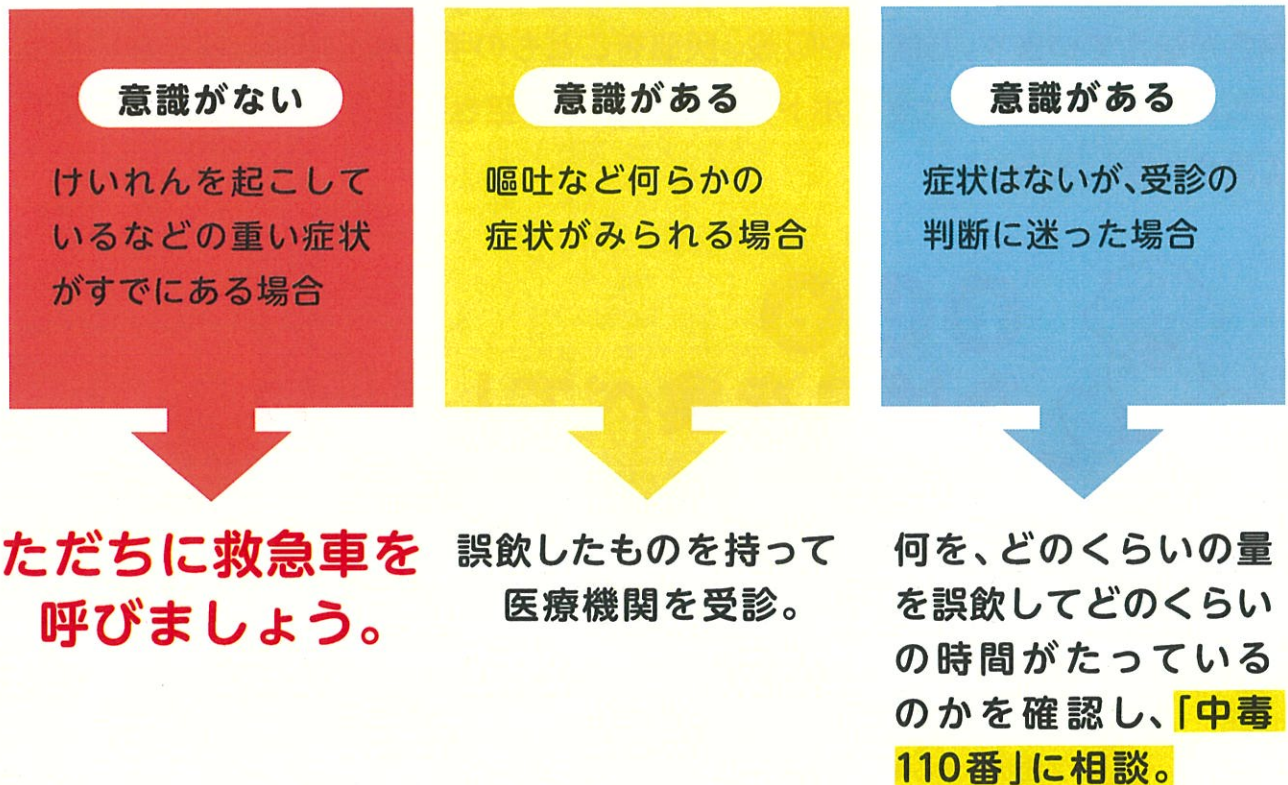 意識がない
けいれんを起こして
いるなどの重い症状
がすでにある場合
ただちに救急車を
呼びましょう。
意識がある
嘔吐など何らかの
症状がみられる場合
誤飲したものを持って
医療機関を受診。
意識がある
症状はないが、受診の
判断に迷った場合
何を、どのくらいの量
を誤飲してどのくらい
の時間がたっている
のかを確認し、「中毒
110番」に相談。